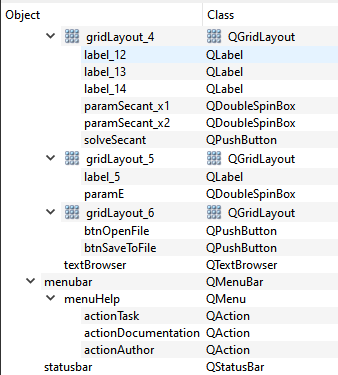 Object Class
gridLayout_4 QGridLayout
label_12 QLabel
label_13 QLabel
label_14 QLabel
paramSecant_x1 QDoubleSpinBox
paramSecant_x2 QDoubleSpinBox
solveSecant QPushButton
gridLayout_5 QGridLayout
label_5 QLabel
paramE QDoubleSpinBox
gridLayout_6 QGridLayout
btnOpenFile QPushButton
btnSaveToFile QPushButton
textBrowser QTextBrowser
menubar QMenuBar
menuHelp QMenu
actionTask QAction
actionDocumentation QAction
actionAuthor QAction
statusbar QStatusBar